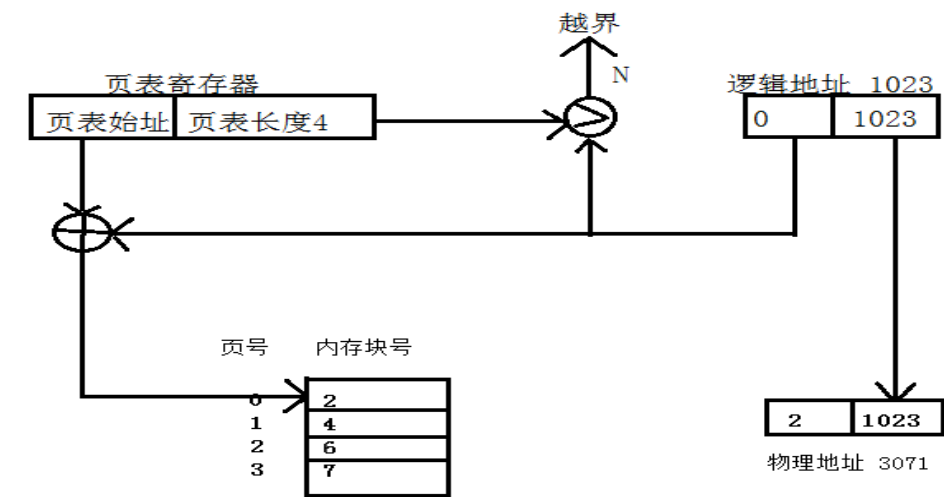 越界
N
页表寄存器
逻辑地址 1023
页表始址 页表长度4
0 1023
页号 内存块号
0 2
1 4
2 6
3 7
2 1023
物理地址 3071